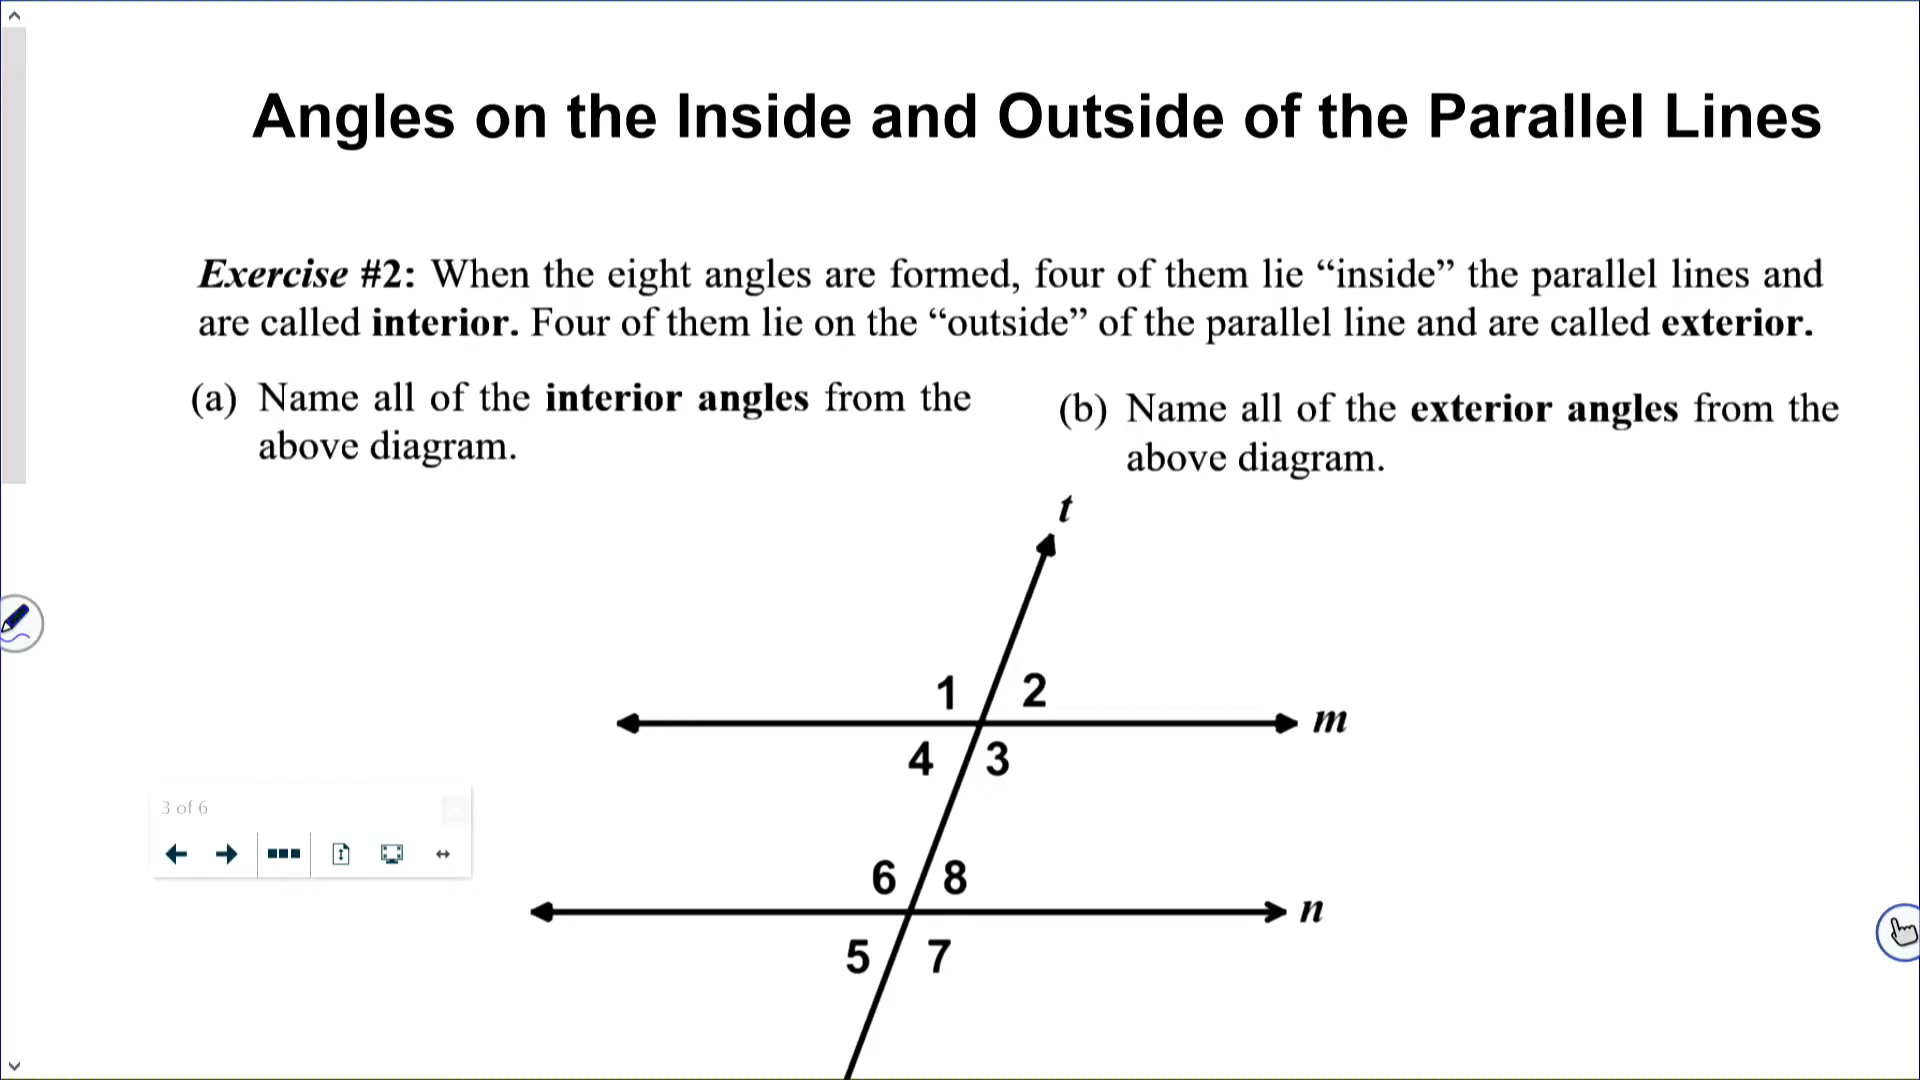 Angles on the Inside and Outside of the Parallel Lines
Exercise #2: When the eight angles are formed, four of them lie “inside” the parallel lines and
are called interior. Four of them lie on the “outside” of the parallel line and are called exterior.
(a) Name all of the interior angles from the
above diagram.
(b) Name all of the exterior angles from the
above diagram.
t
1 2
m
4 3
3 of 6
6 8
n
5 7